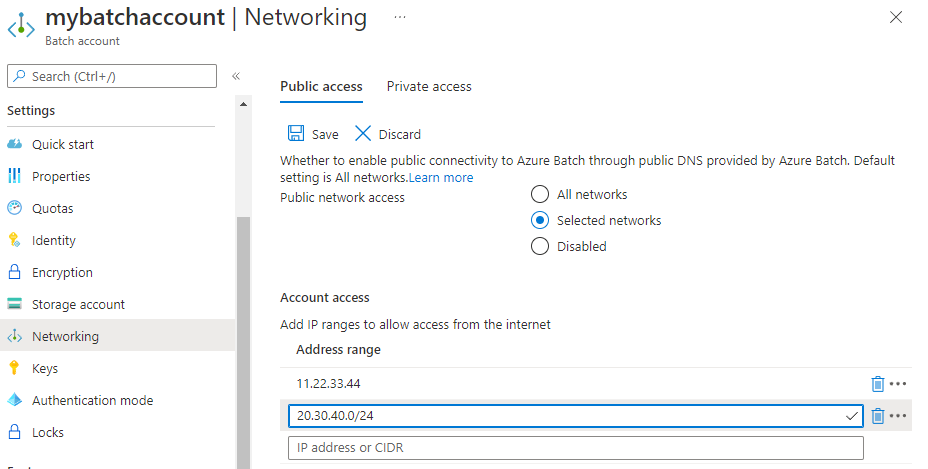 mybatchaccount | Networking ...
Batch account
Search (Ctrl+/)
«
Settings
Quick start
Properties
Quotas
Identity
Encryption
Storage account
Networking
Keys
Authentication mode
Locks
Public access Private access
Save Discard
Whether to enable public connectivity to Azure Batch through public DNS provided by Azure Batch. Default
setting is All networks.Learn more
Public network access
All networks
Selected networks
Disabled
Account access
Add IP ranges to allow access from the internet
Address range
11.22.33.44
20.30.40.0/24
IP address or CIDR